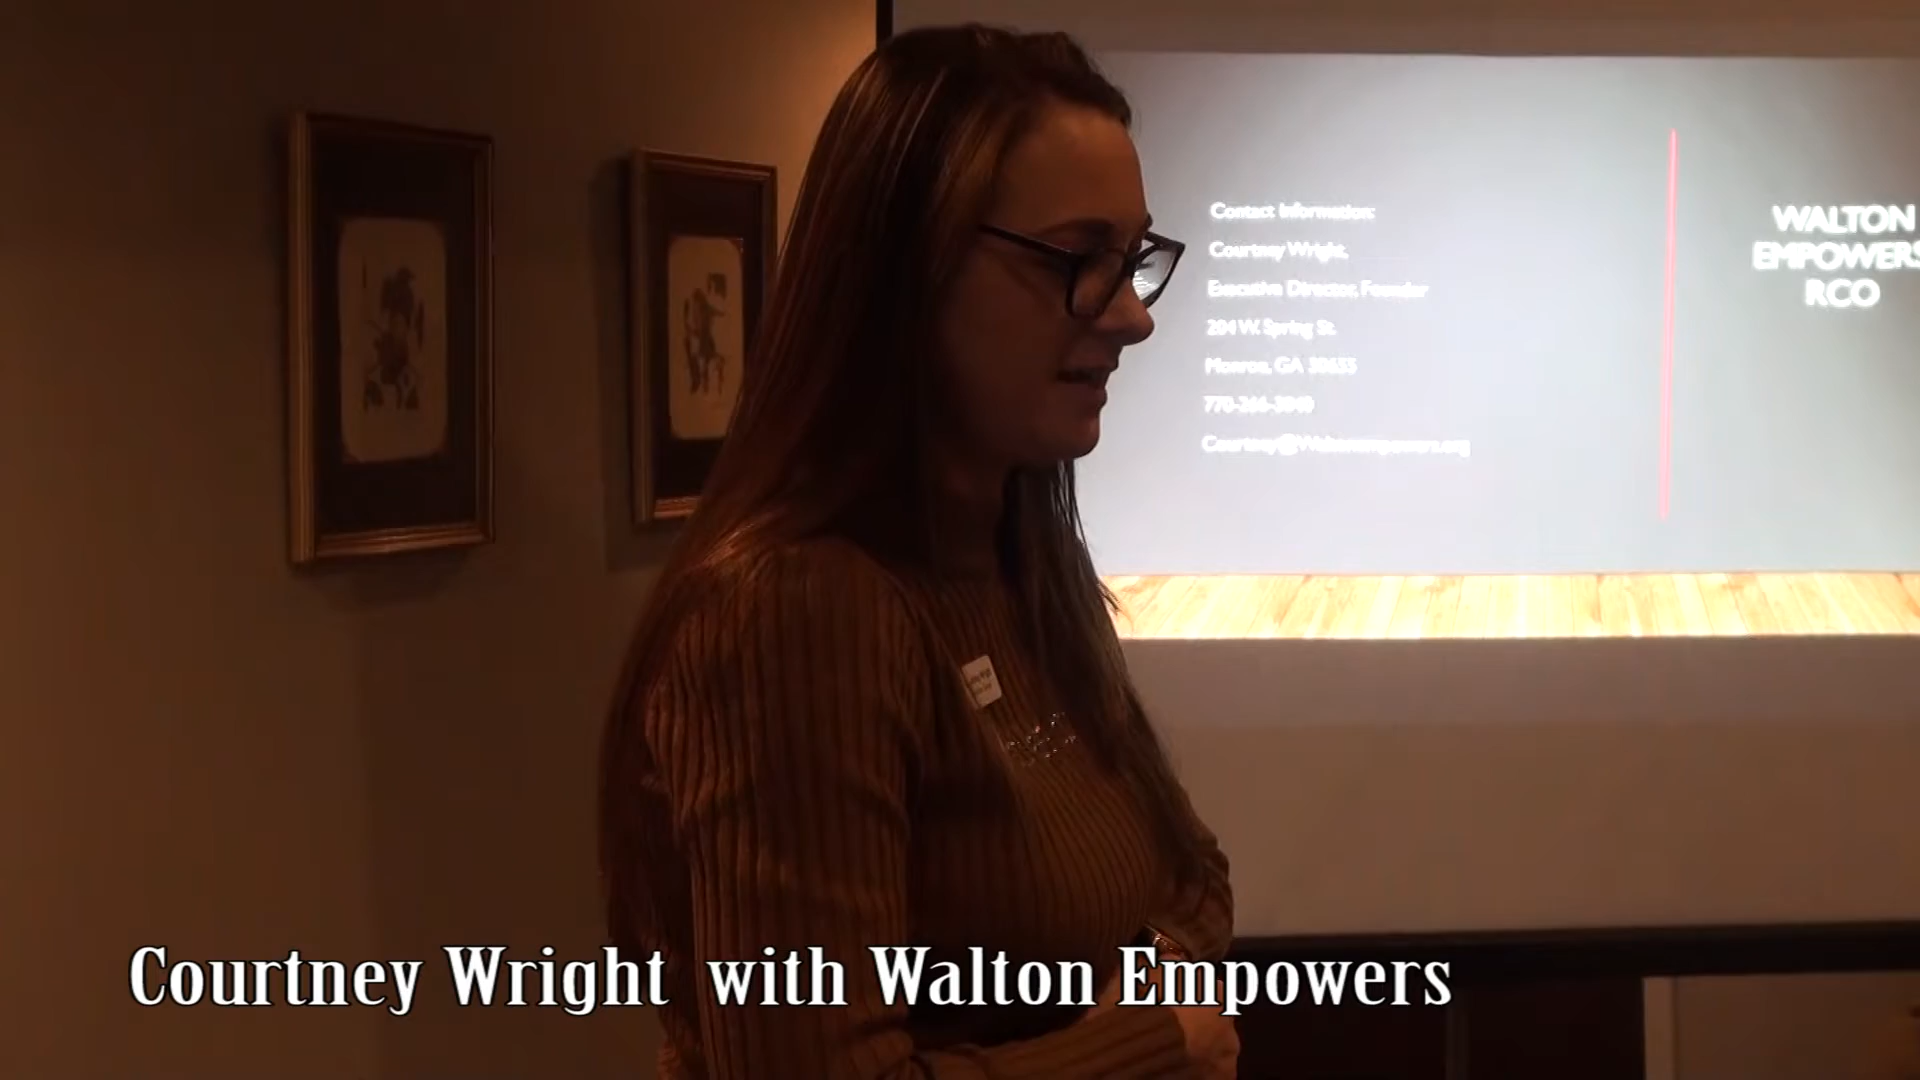 Contact Information:
Courtney Wright,
Executive Director, Founder
204 W. Spring St.
Monroe, GA 30655
WALTON
EMPOWERS
RCO
Courtney Wright with Walton Empowers